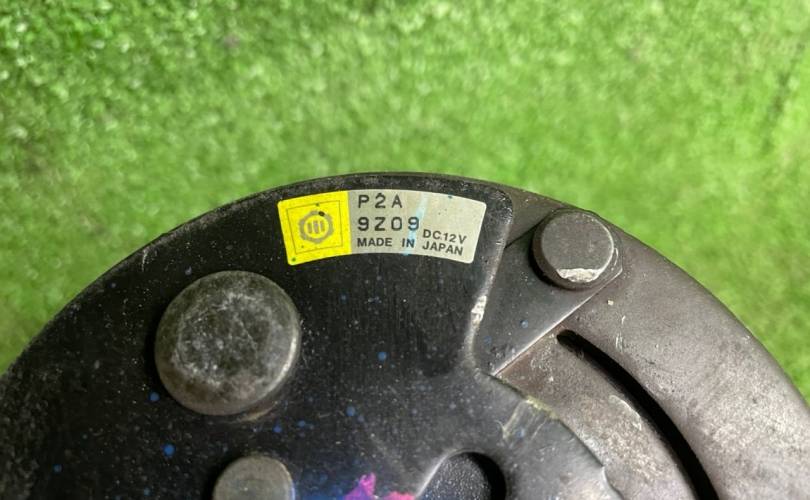 P2A
9Z09 DC.12V
MADE IN JAPAN